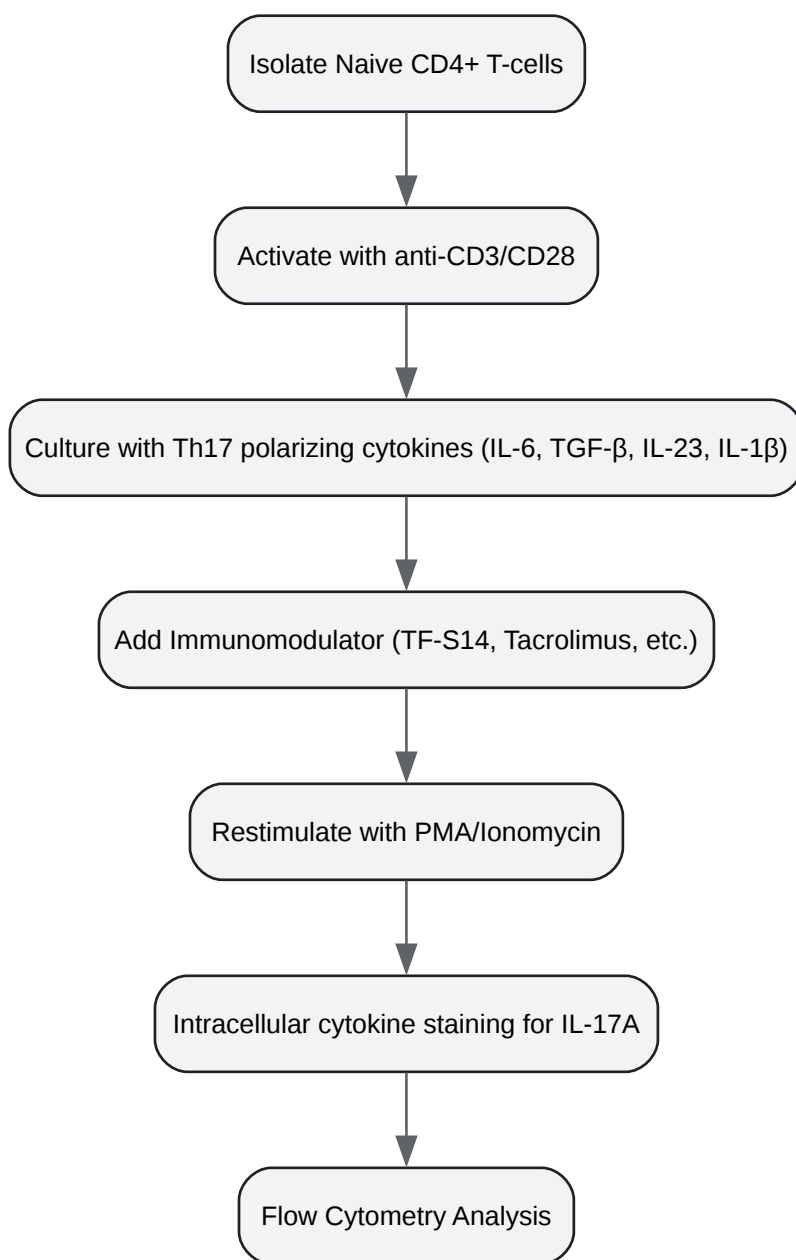 Isolate Naive CD4+ T-cells
Activate with anti-CD3/CD28
Culture with Th17 polarizing cytokines (IL-6, TGF-β, IL-23, IL-1β)
Add Immunomodulator (TF-S14, Tacrolimus, etc.)
Restimulate with PMA/Ionomycin
Intracellular cytokine staining for IL-17A
Flow Cytometry Analysis